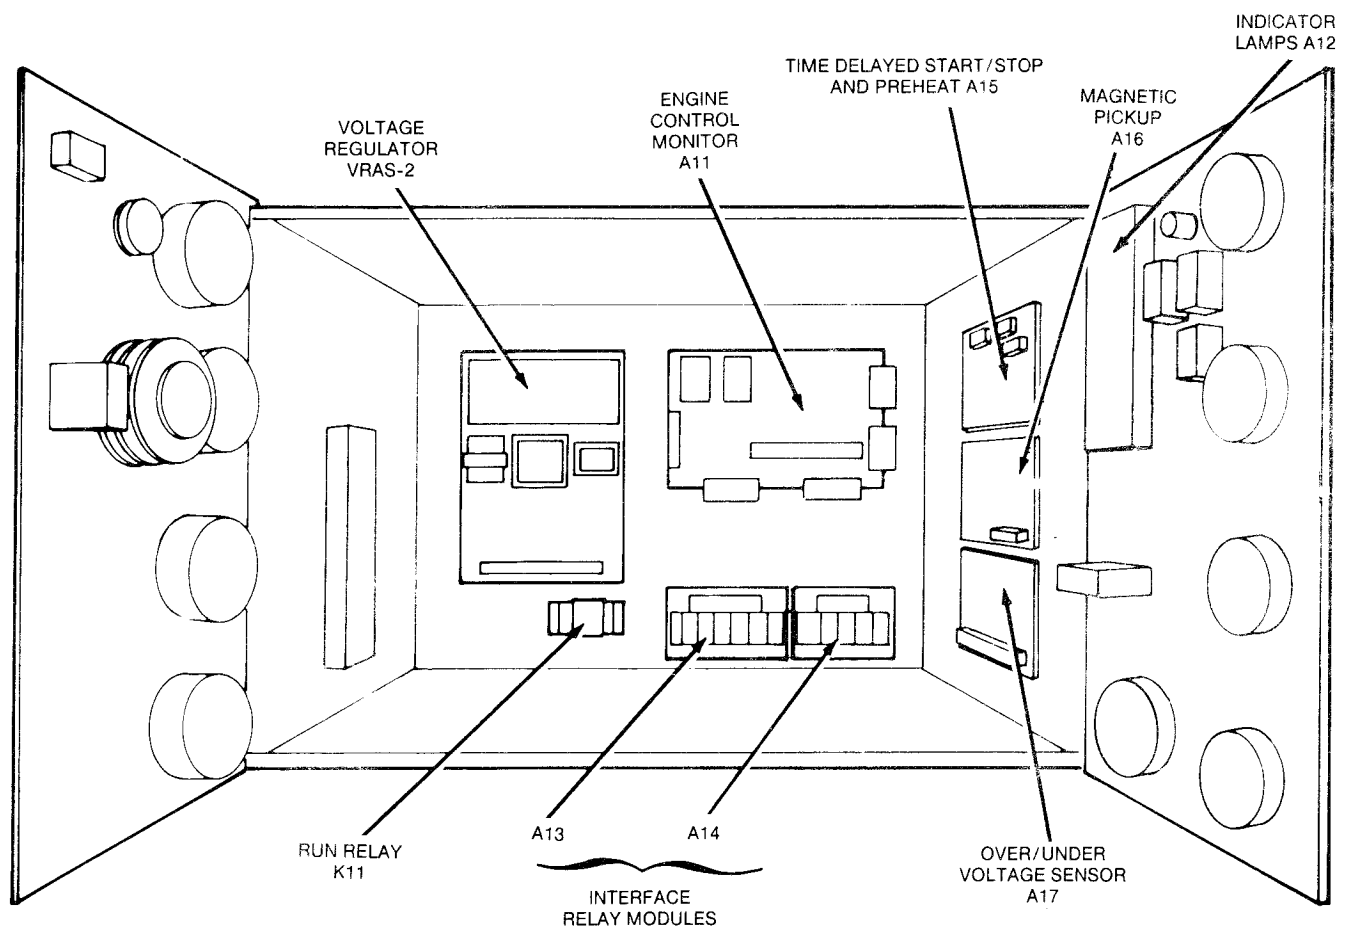 INDICATOR
LAMPS A12
TIME DELAYED START/STOP
AND PREHEAT A15
MAGNETIC
PICKUP
A16
ENGINE
CONTROL
MONITOR
A11
VOLTAGE
REGULATOR
VRAS-2
RUN RELAY
K11
A13
A14
INTERFACE
RELAY MODULES
OVER/UNDER
VOLTAGE SENSOR
A17